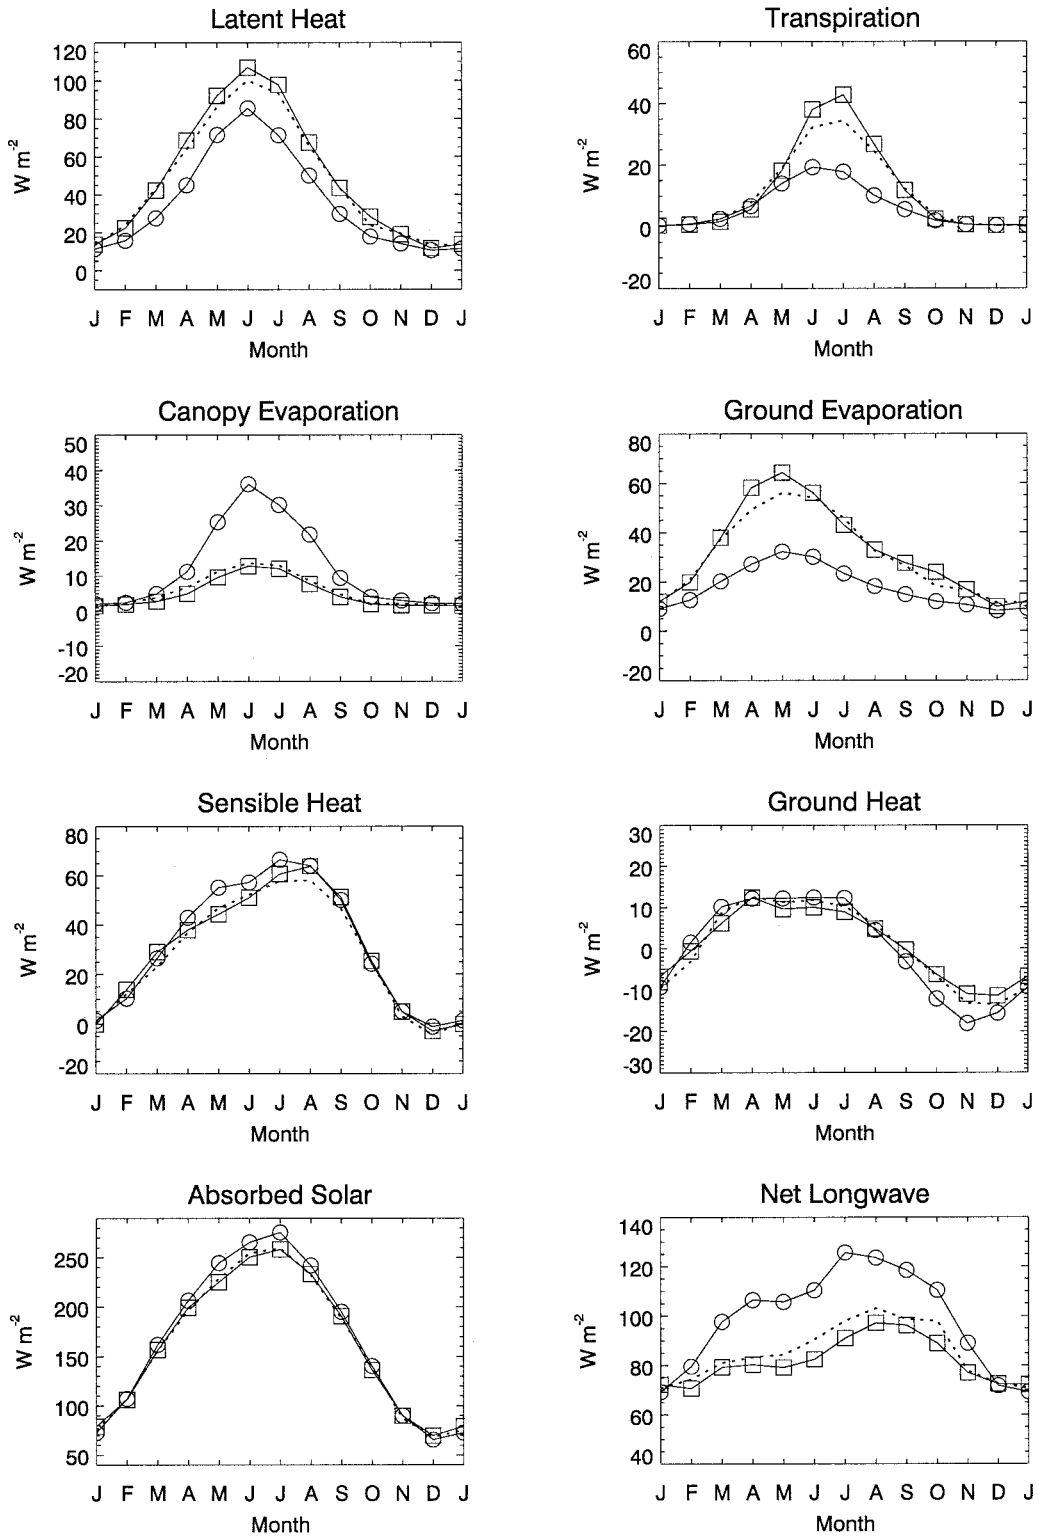 Latent Heat
120
100
80
60
40
20
0
W m-2
J F M A M J J A S O N D J
Month
Transpiration
60
40
20
0
-20
W m-2
J F M A M J J A S O N D J
Month
Canopy Evaporation
50
40
30
20
10
0
-10
-20
W m-2
J F M A M J J A S O N D J
Month
Ground Evaporation
80
60
40
20
0
-20
W m-2
J F M A M J J A S O N D J
Month
Sensible Heat
80
60
40
20
0
-20
W m-2
J F M A M J J A S O N D J
Month
Ground Heat
30
20
10
0
-10
-20
-30
W m-2
J F M A M J J A S O N D J
Month
Absorbed Solar
250
200
150
100
50
W m-2
J F M A M J J A S O N D J
Month
Net Longwave
140
120
100
80
60
40
W m-2
J F M A M J J A S O N D J
Month